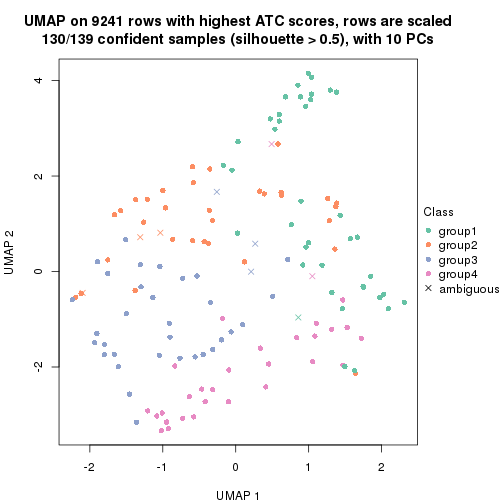 UMAP on 9241 rows with highest ATC scores, rows are scaled
130/139 confident samples (silhouette > 0.5), with 10 PCs
4
2
0
-2
UMAP 2
-2
-1
0
1
2
UMAP 1
Class
group1
group2
group3
group4
ambiguous